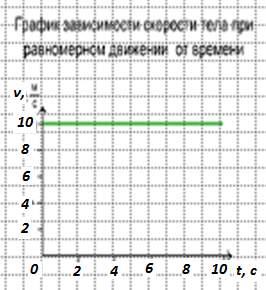 График зависимости скорости тела при
равномерном движении от времени
v, м/с
10
8
6
4
2
0 2 4 6 8 10 t, c